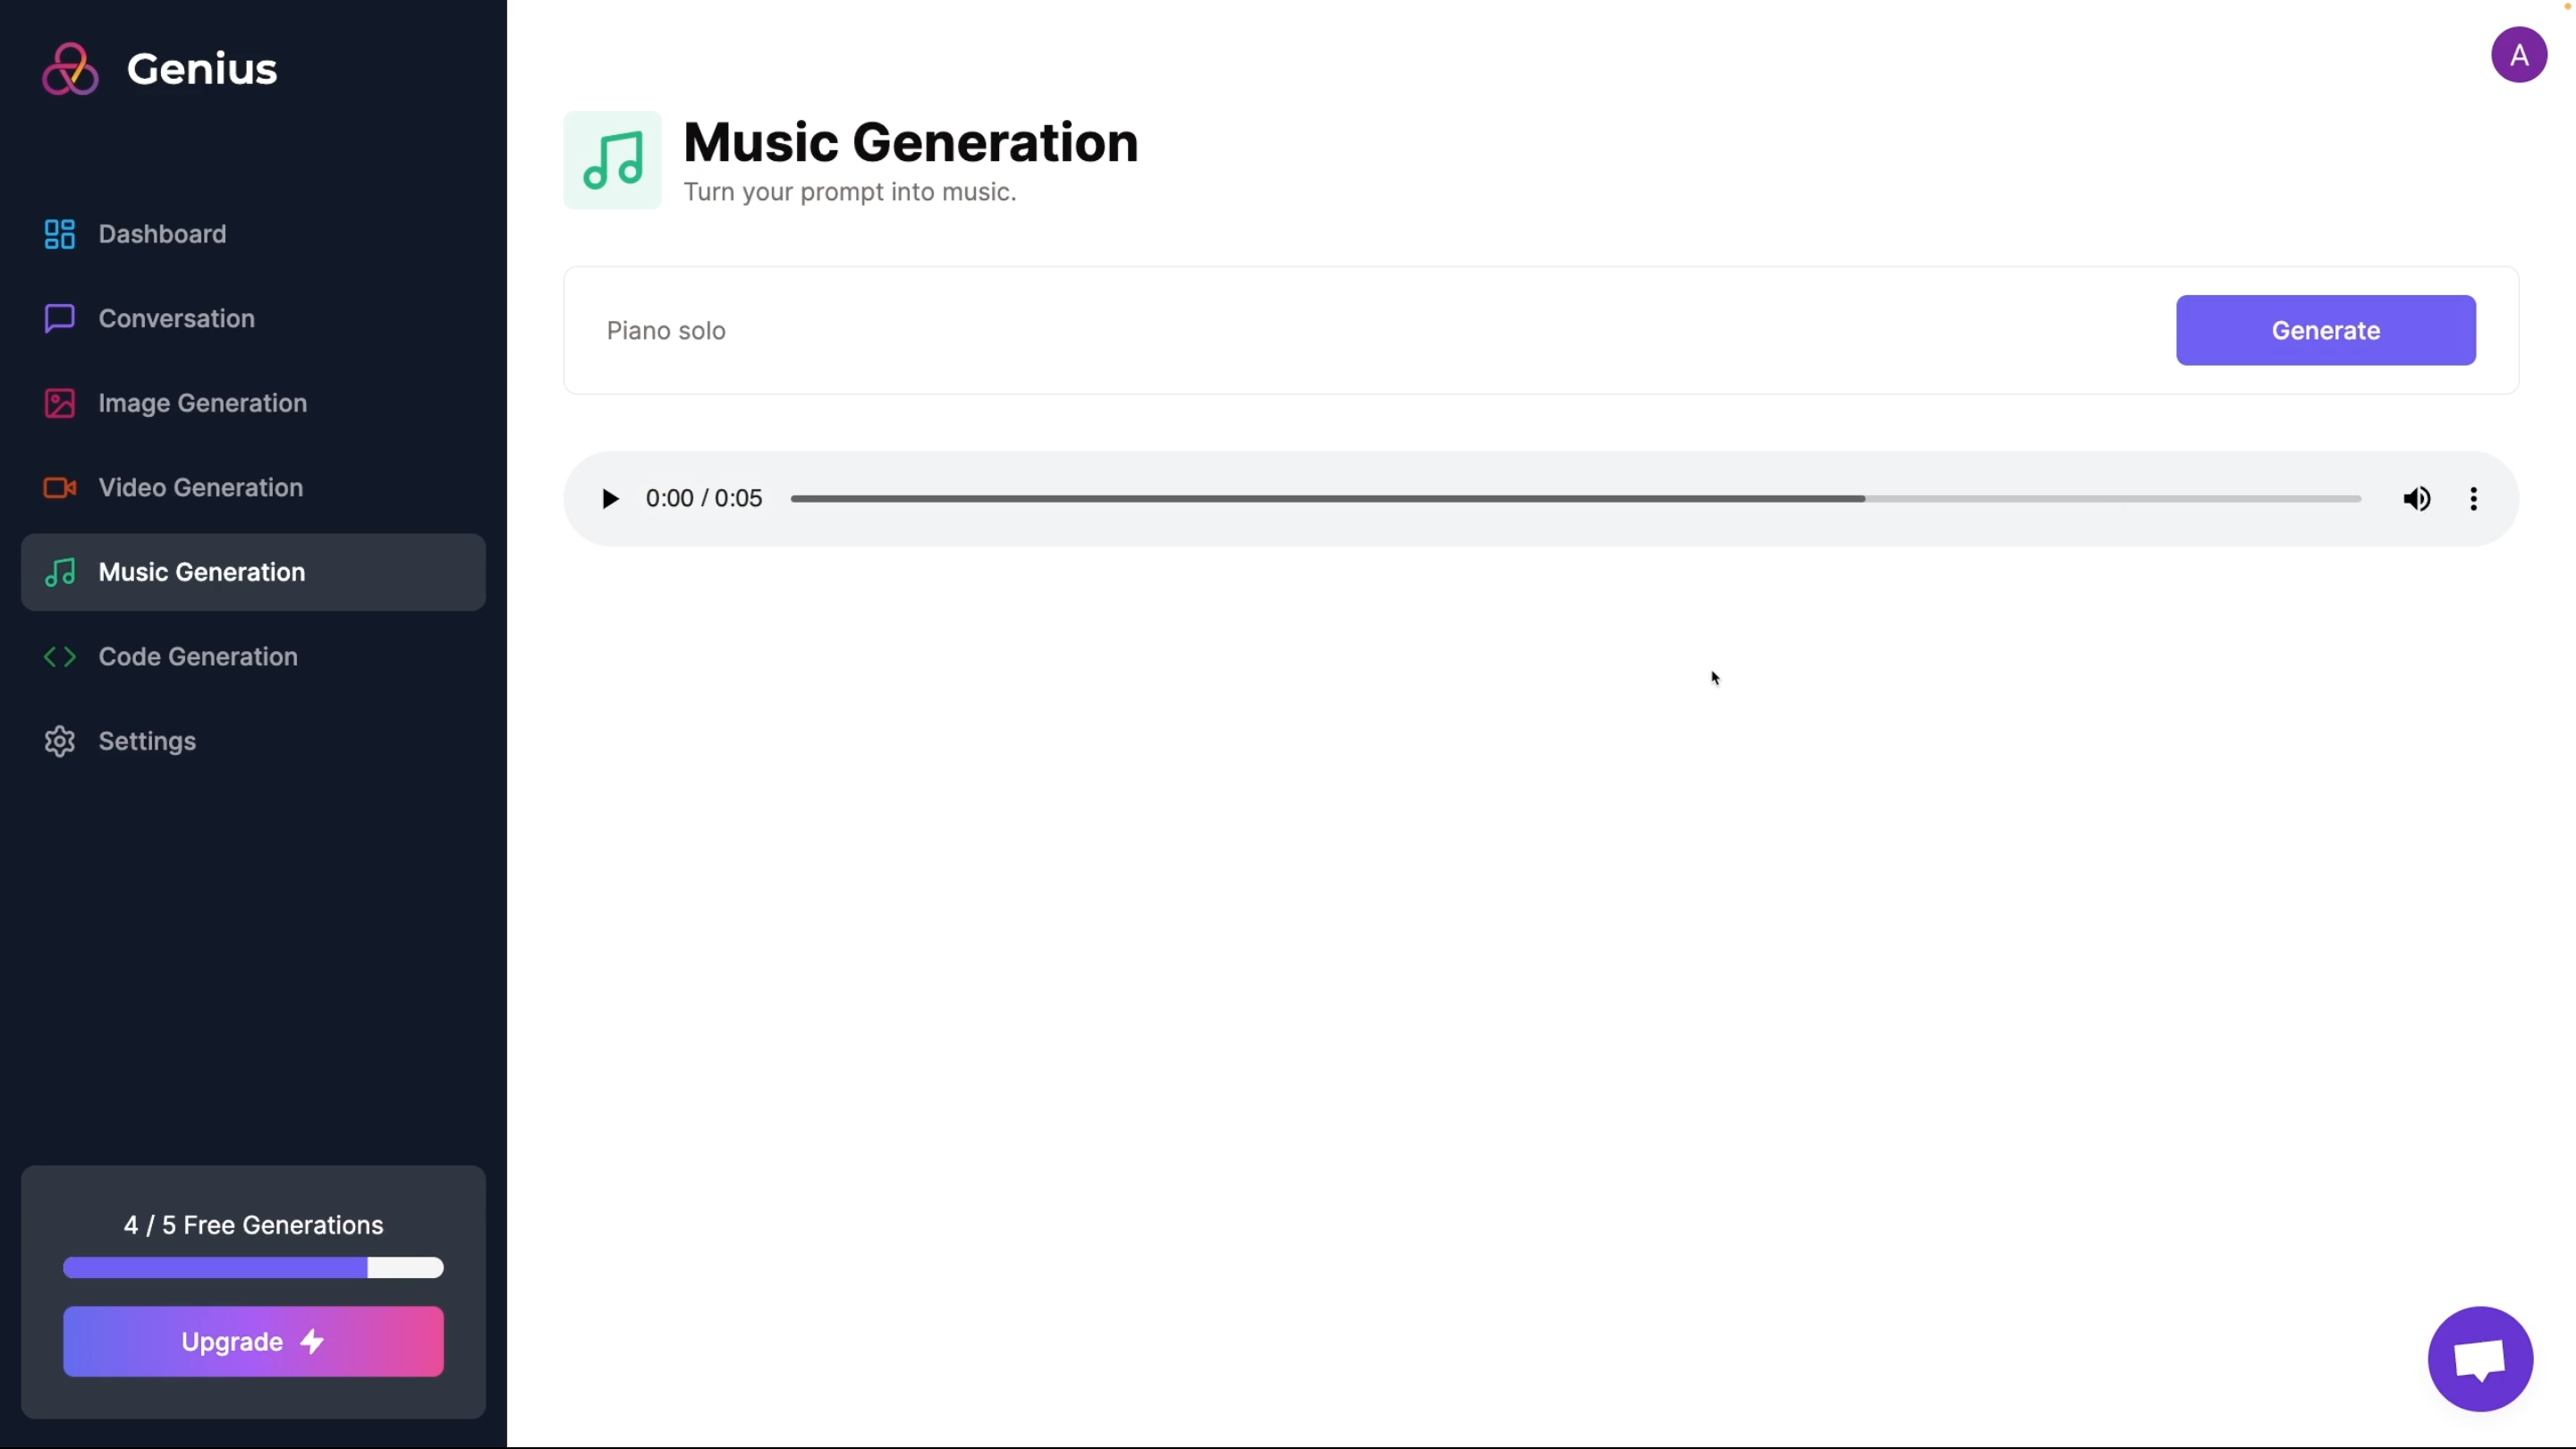 Genius
Dashboard
Conversation
Image Generation
Video Generation
Music Generation
Code Generation
Settings
4 / 5 Free Generations
Upgrade
A
Music Generation
Turn your prompt into music.
Piano solo
Generate
0:00 / 0:05